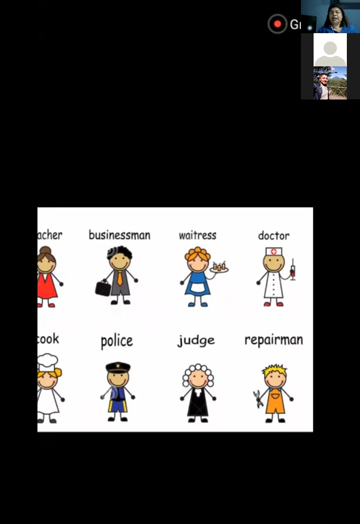 acher businessman waitress doctor
cook police judge repairman